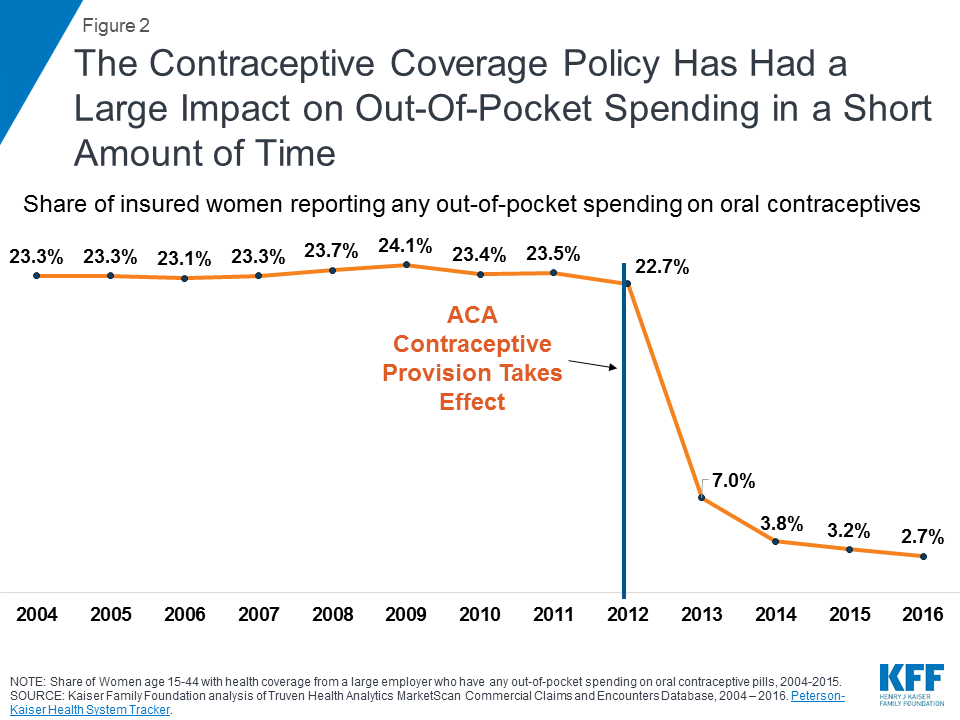 Figure 2
The Contraceptive Coverage Policy Has Had a
Large Impact on Out-Of-Pocket Spending in a Short
Amount of Time
Share of insured women reporting any out-of-pocket spending on oral contraceptives
23.3% 23.3% 23.1% 23.3% 23.7% 24.1% 23.4% 23.5% 22.7%
ACA
Contraceptive
Provision Takes
Effect
7.0%
3.8% 3.2% 2.7%
2004 2005 2006 2007 2008 2009 2010 2011 2012 2013 2014 2015 2016
NOTE: Share of Women age 15-44 with health coverage from a large employer who have any out-of-pocket spending on oral contraceptive pills, 2004-2015.
SOURCE: Kaiser Family Foundation analysis of Truven Health Analytics MarketScan Commercial Claims and Encounters Database, 2004 – 2016. Peterson-
Kaiser Health System Tracker.
KFF
HENRY J KAISER
FAMILY FOUNDATION